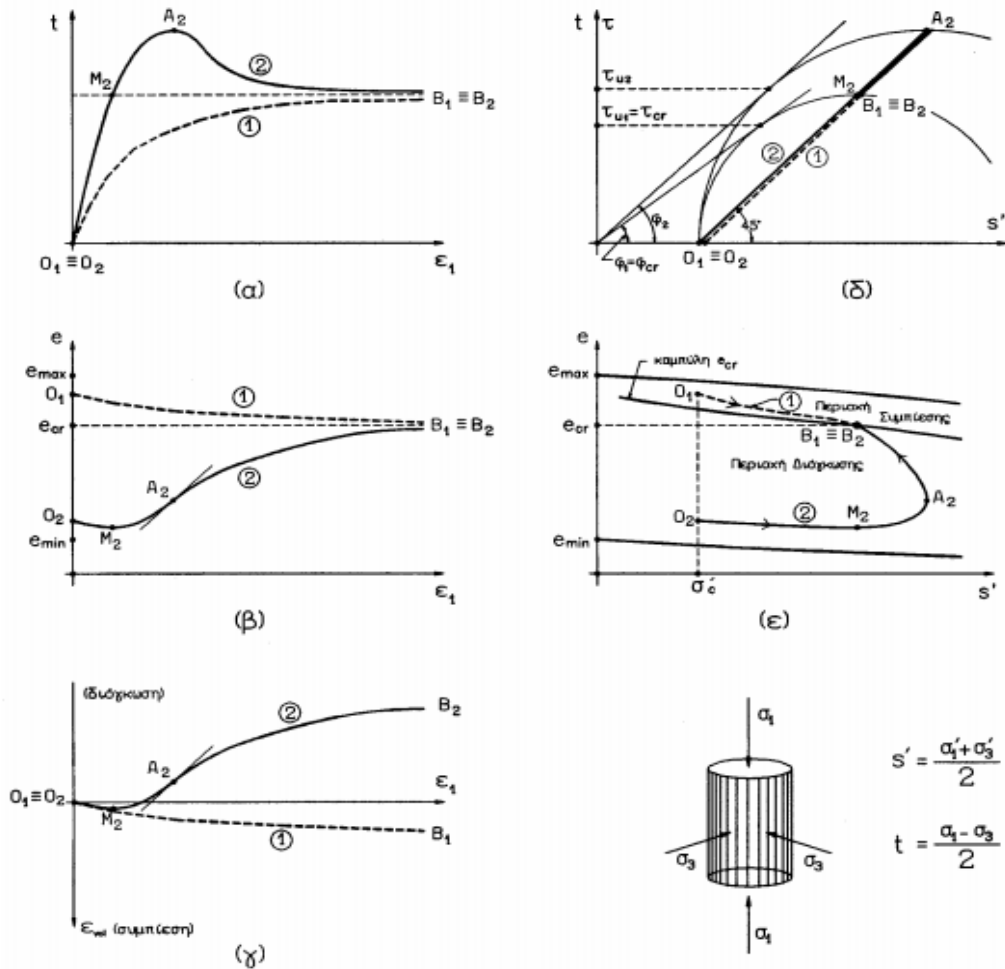 t
A₂
M₂
②
B₁ ≡ B₂
①
O₁ ≡ O₂
ε₁
(α)
t
τ
A₂
τᵤ₂
M₂
τᵤ₁=τcr
B₁ ≡ B₂
②
①
φ₂
45°
s'
φ₁=φcr
O₁ ≡ O₂
(δ)
e
emax
O₁
①
ecr
B₁ ≡ B₂
②
A₂
O₂
M₂
emin
ε₁
(β)
e
καμπύλη ecr
emax
O₁
①
Περιοχή
Συμπίεσης
ecr
B₁ ≡ B₂
Περιοχή Διόγκωσης
A₂
O₂
②
M₂
emin
σ'c
s'
(ε)
(διόγκωση)
②
B₂
A₂
ε₁
O₁≡O₂
M₂
①
B₁
εvol (συμπίεση)
(γ)
σ₁
σ₃
σ₃
σ₁
s' = σ₁'+σ₃' / 2
t = σ₁-σ₃ / 2